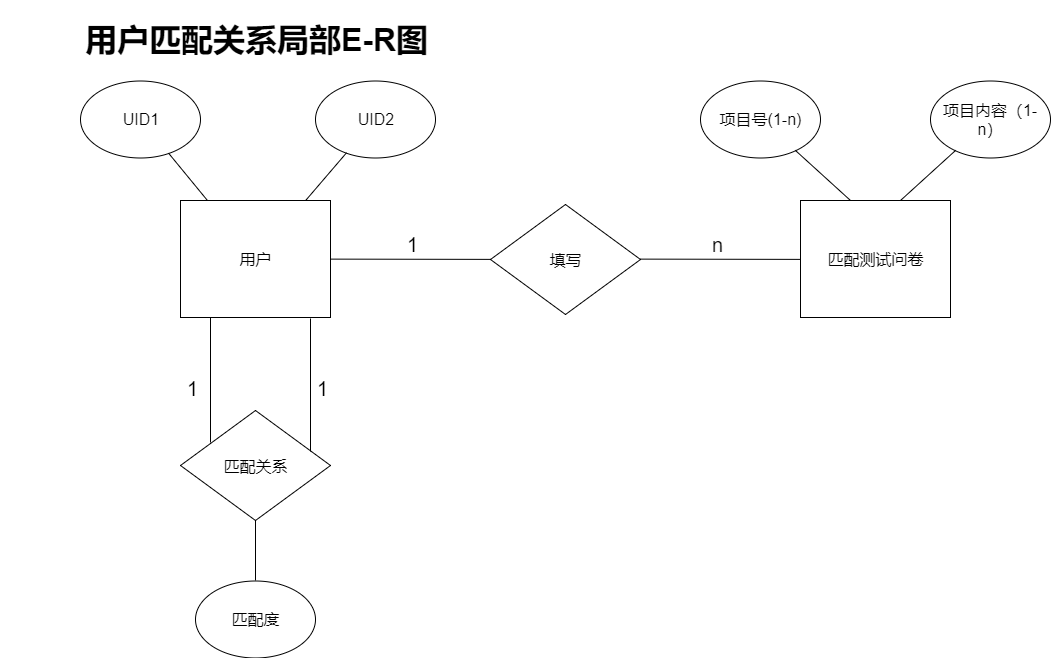 用户匹配关系局部E-R图
UID1
UID2
项目号(1-n)
项目内容（1-
n）
用户
1
填写
n
匹配测试问卷
1
1
匹配关系
匹配度